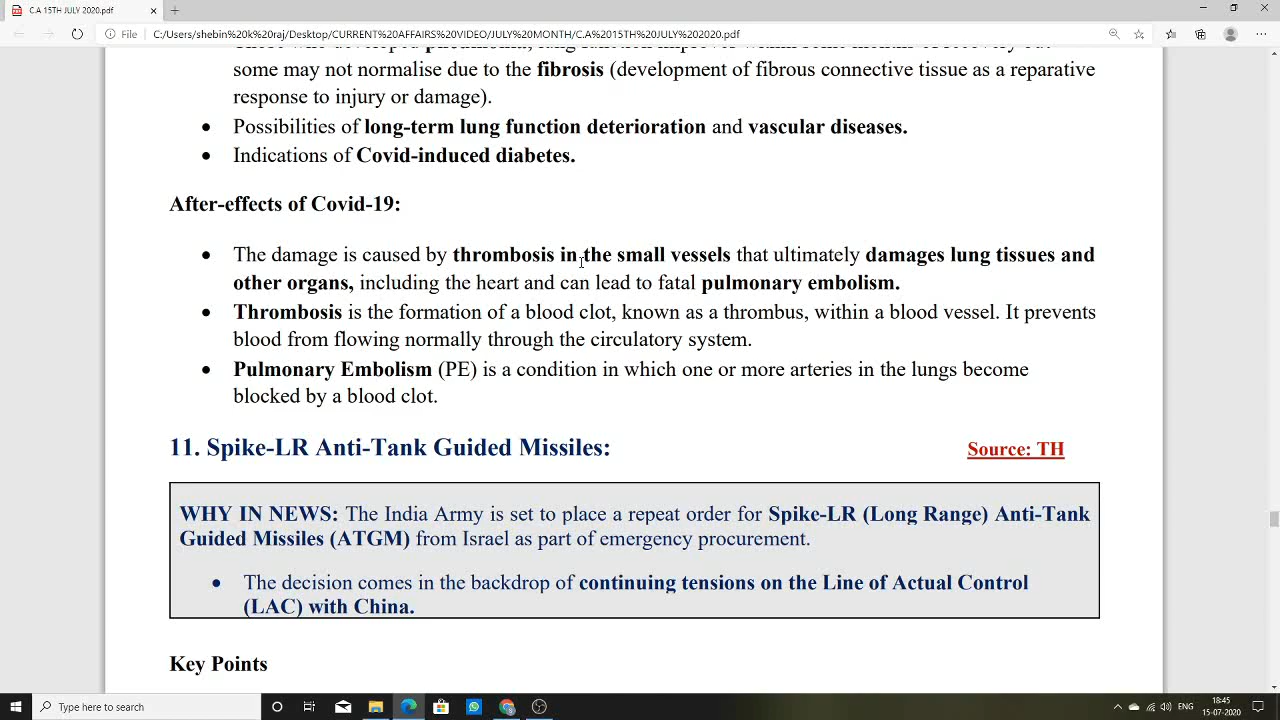 C.A 15TH JULY 2020.pdf
File
C:/Users/shebin%20k%20raj/Desktop/CURRENT%20AFFAIRS%20VIDEO/JULY%20MONTH/C.A%2015TH%20JULY%202020.pdf
some may not normalise due to the fibrosis (development of fibrous connective tissue as a reparative
response to injury or damage).
• Possibilities of long-term lung function deterioration and vascular diseases.
• Indications of Covid-induced diabetes.
After-effects of Covid-19:
• The damage is caused by thrombosis in the small vessels that ultimately damages lung tissues and
other organs, including the heart and can lead to fatal pulmonary embolism.
• Thrombosis is the formation of a blood clot, known as a thrombus, within a blood vessel. It prevents
blood from flowing normally through the circulatory system.
• Pulmonary Embolism (PE) is a condition in which one or more arteries in the lungs become
blocked by a blood clot.
11. Spike-LR Anti-Tank Guided Missiles: Source: TH
WHY IN NEWS: The India Army is set to place a repeat order for Spike-LR (Long Range) Anti-Tank
Guided Missiles (ATGM) from Israel as part of emergency procurement.
• The decision comes in the backdrop of continuing tensions on the Line of Actual Control
(LAC) with China.
Key Points
Type here to search
ENG
18:45
15-07-2020